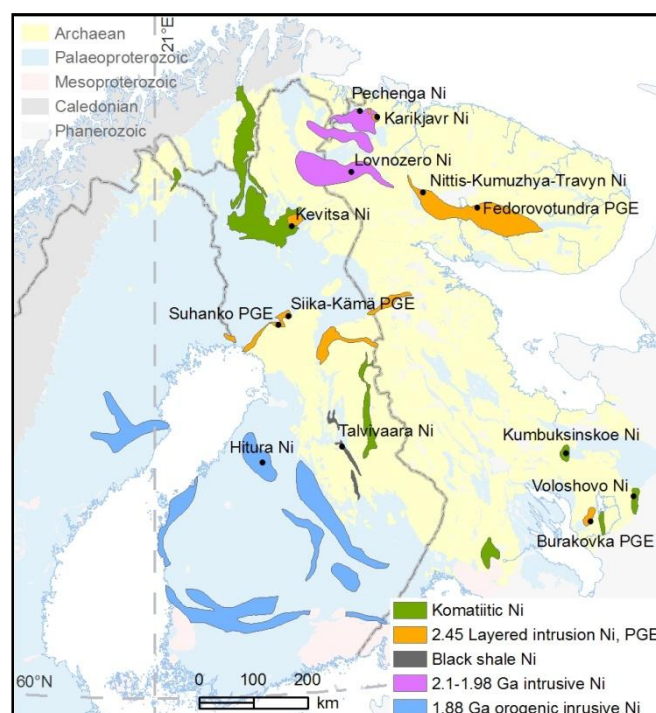 Archaean
Palaeoproterozoic
Mesoproterozoic
Caledonian
Phanerozoic
21°E
Pechenga Ni
Karikjavr Ni
Lovnozero Ni
Nittis-Kumuzhya-Travyn Ni
Fedorovotundra PGE
Kevitsa Ni
Siika-Kämä PGE
Suhanko PGE
Talvivaara Ni
Hitura Ni
Kumbuksinskoe Ni
Voloshovo Ni
Burakovka PGE
Komatiitic Ni
2.45 Layered intrusion Ni, PGE
Black shale Ni
2.1-1.98 Ga intrusive Ni
1.88 Ga orogenic inrusive Ni
60°N
0 100 200
km